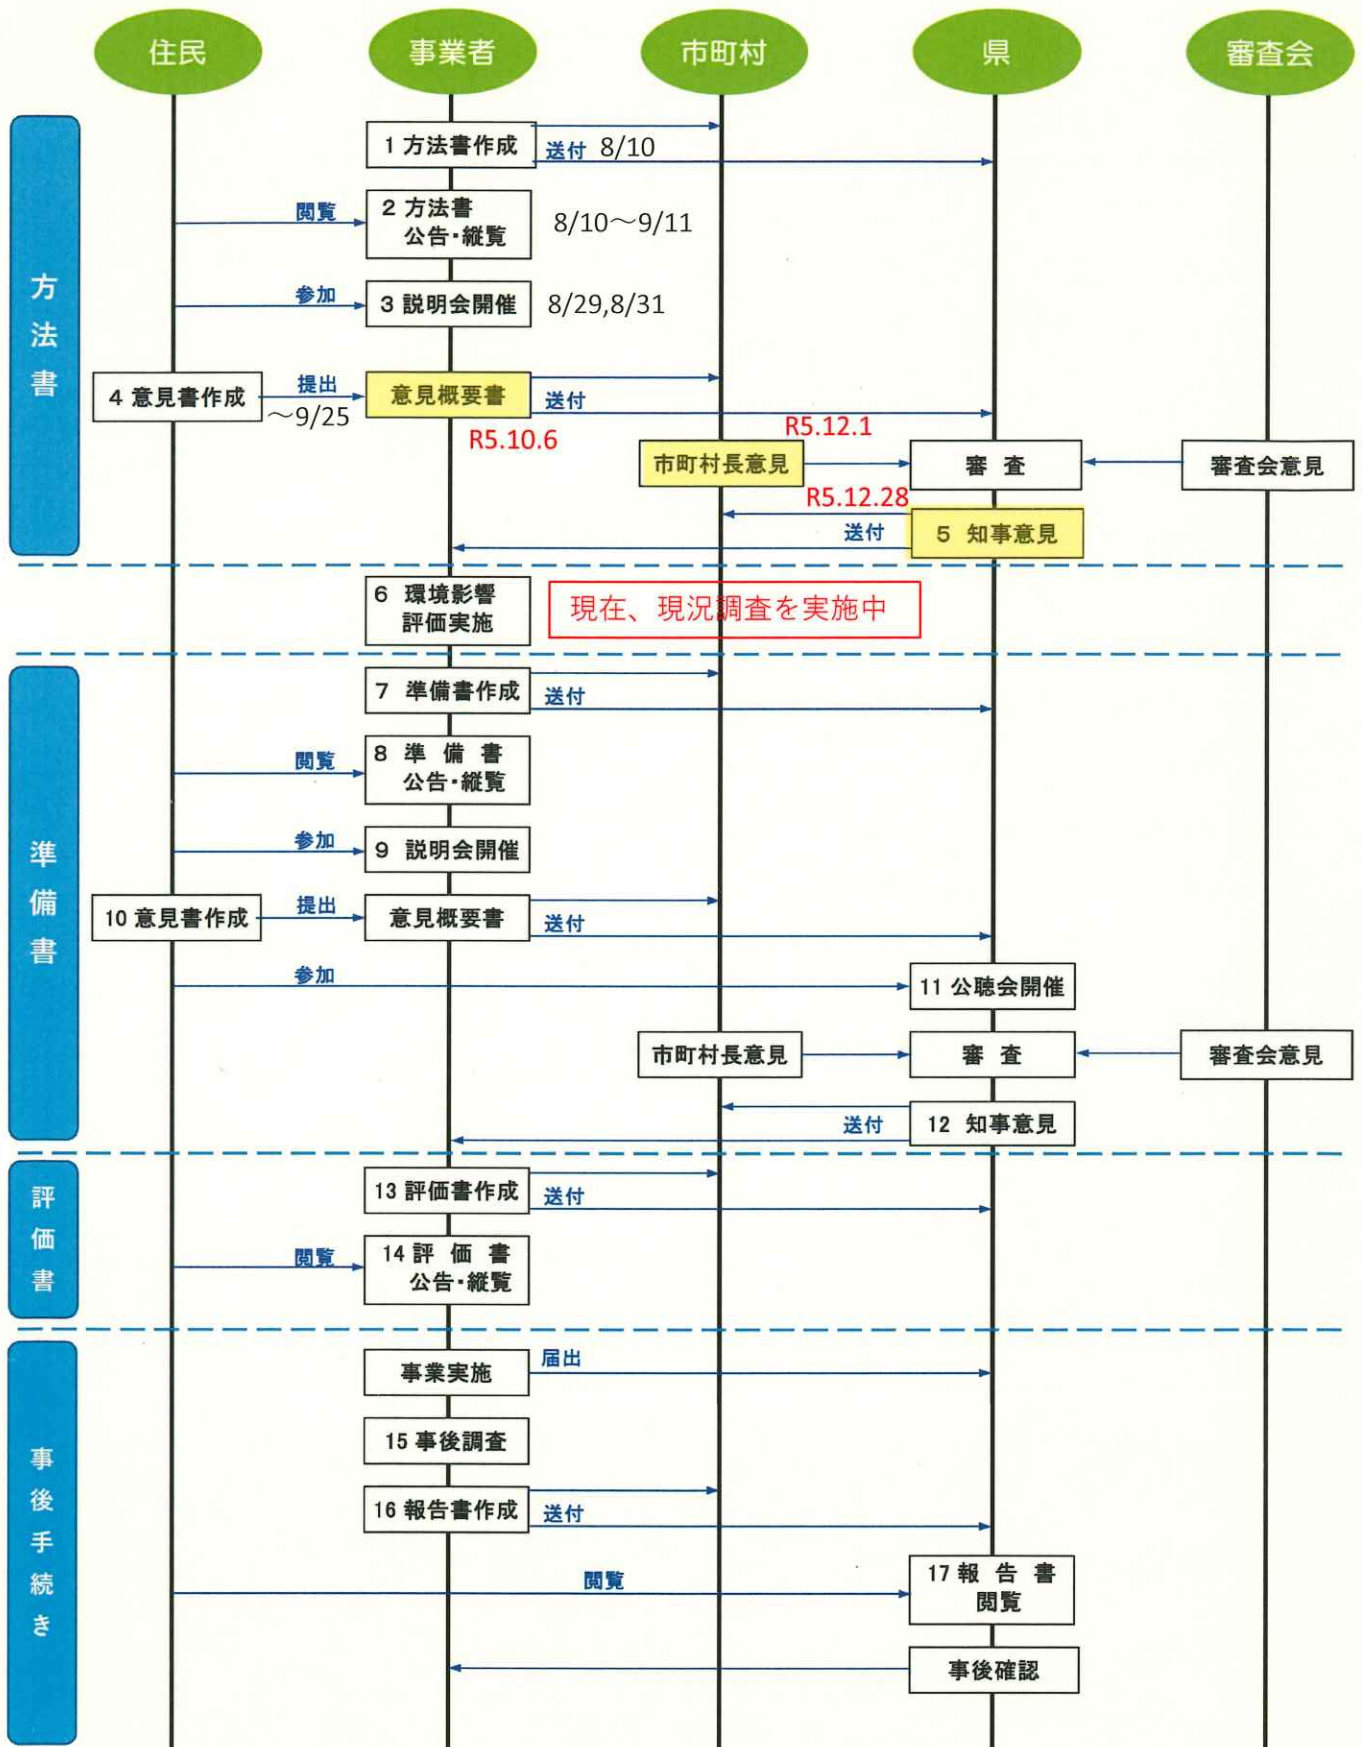 住民
事業者
市町村
県
審査会
方法書
1 方法書作成
送付 8/10
閲覧
2 方法書
公告・縦覧
8/10～9/11
参加
3 説明会開催
8/29,8/31
4 意見書作成
提出
～9/25
意見概要書
送付
R5.10.6
R5.12.1
市町村長意見
審 査
審査会意見
R5.12.28
送付
5 知事意見
6 環境影響
評価実施
現在、現況調査を実施中
準備書
7 準備書作成
送付
閲覧
8 準 備 書
公告・縦覧
参加
9 説明会開催
10 意見書作成
提出
意見概要書
送付
参加
11 公聴会開催
市町村長意見
審 査
審査会意見
送付
12 知事意見
評価書
13 評価書作成
送付
閲覧
14 評 価 書
公告・縦覧
事後手続き
事業実施
届出
15 事後調査
16 報告書作成
送付
閲覧
17 報 告 書
閲覧
事後確認